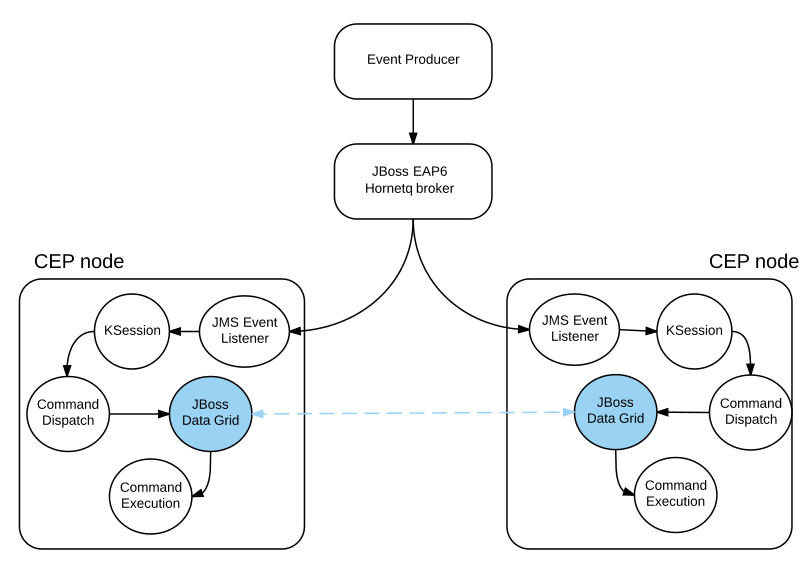 Event Producer
JBoss EAP6
Hornetq broker
CEP node
KSession
JMS Event
Listener
Command
Dispatch
JBoss
Data Grid
Command
Execution
CEP node
JMS Event
Listener
KSession
JBoss
Data Grid
Command
Dispatch
Command
Execution